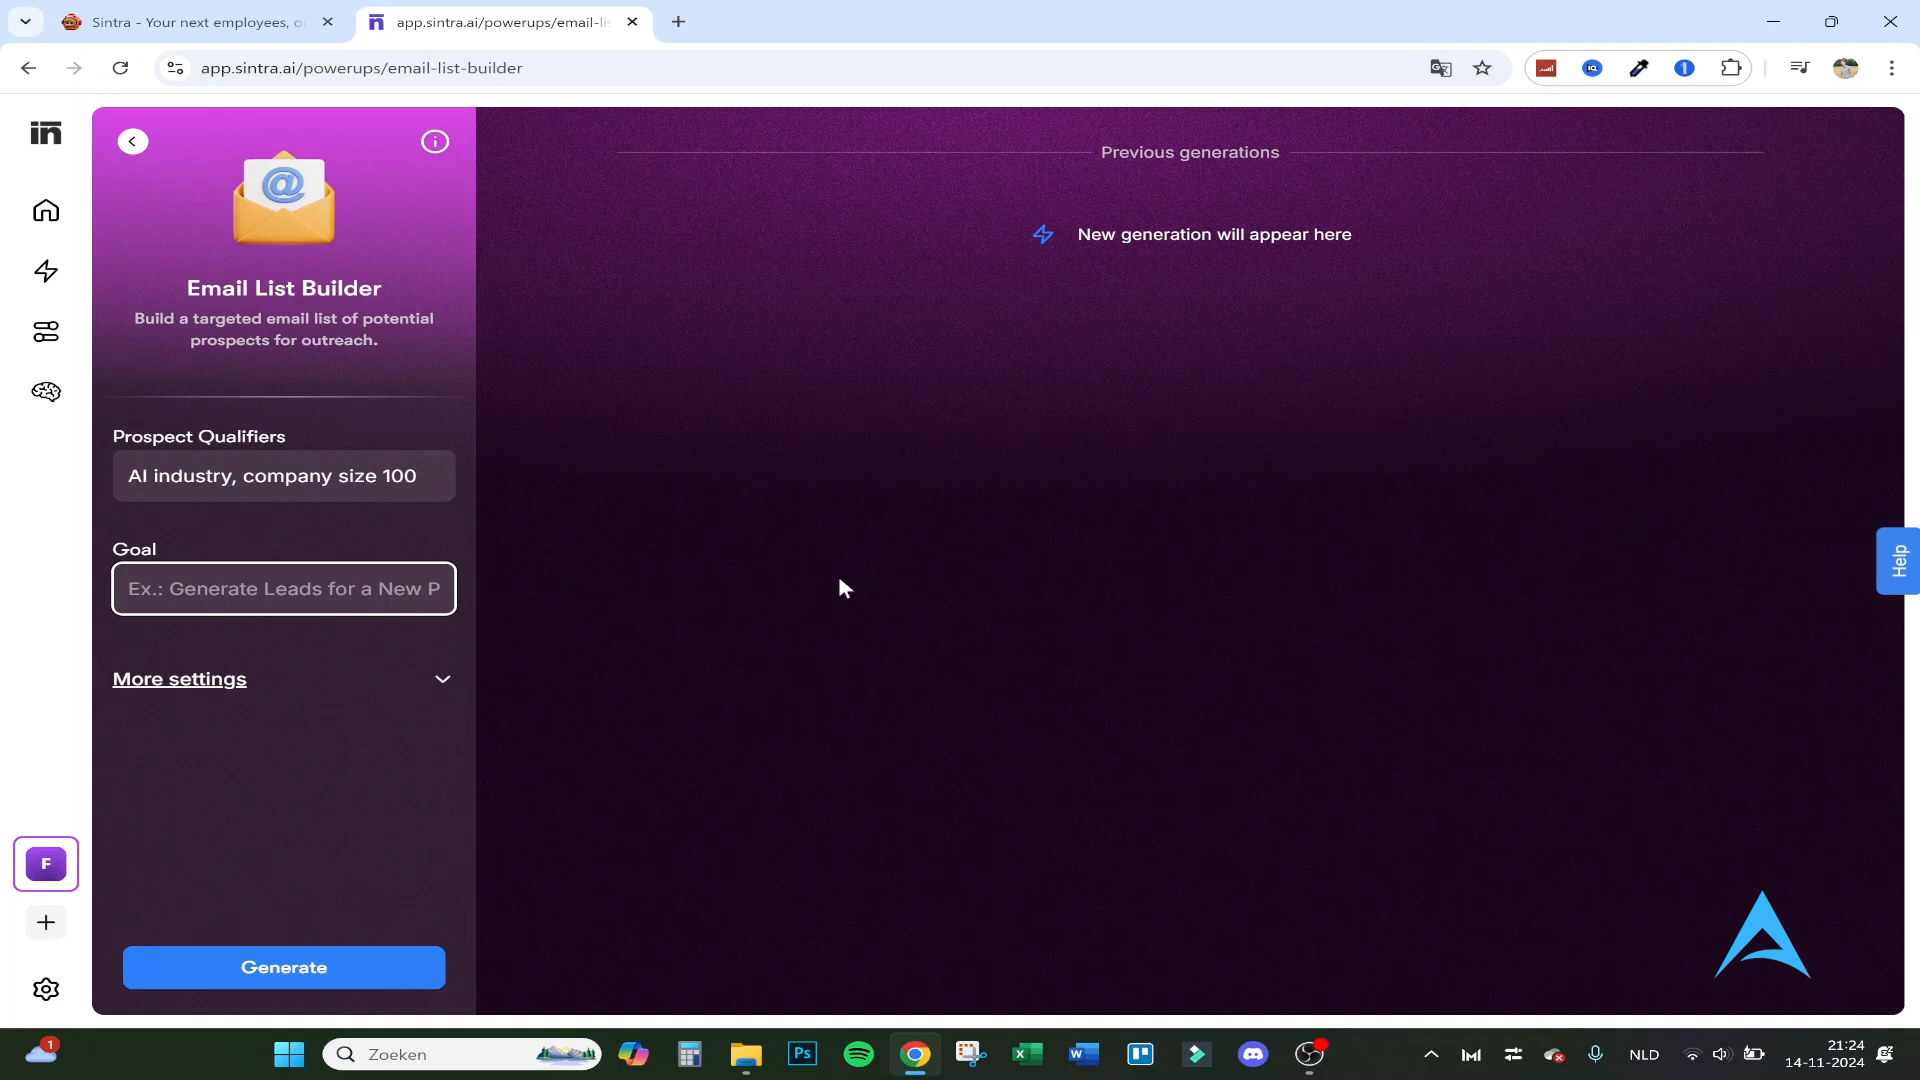 Sintra - Your next employees, o
app.sintra.ai/powerups/email-li
app.sintra.ai/powerups/email-list-builder
in
Previous generations
New generation will appear here
@
Email List Builder
Build a targeted email list of potential
prospects for outreach.
Prospect Qualifiers
AI industry, company size 100
Goal
Ex.: Generate Leads for a New P
More settings
Help
F
Generate
1
Zoeken
Ps
NLD
21:24
14-11-2024